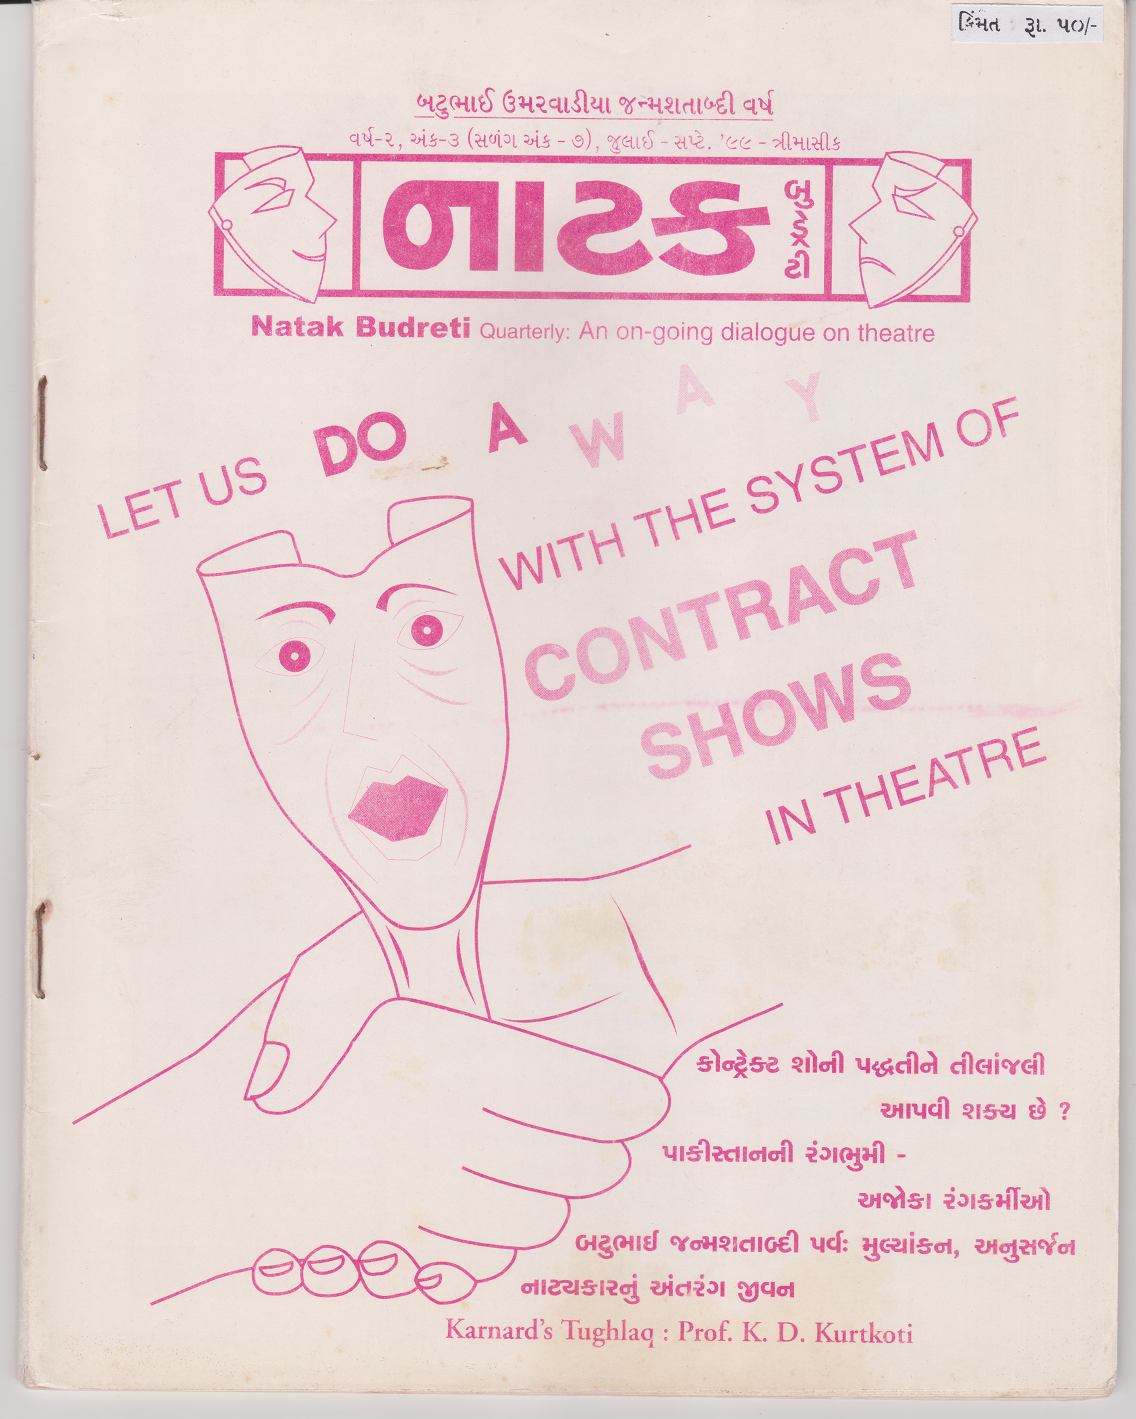 કિંમત : રૂા. ૫૦/-
બટુભાઈ ઉમરવાડીયા જન્મશતાબ્દી વર્ષ
વર્ષ-૨, અંક-૩ (સળંગ અંક - ૭), જુલાઈ - સપ્ટે. '૯૯ - ત્રીમાસીક
નાટક બુડ્રેટી
Natak Budreti Quarterly: An on-going dialogue on theatre
LET US DO A W A Y
WITH THE SYSTEM OF
CONTRACT
SHOWS
IN THEATRE
કોન્ટ્રેક્ટ શોની પદ્ધતીને તીલાંજલી
આપવી શક્ય છે ?
પાકીસ્તાનની રંગભુમી -
અજોકા રંગકર્મીઓ
બટુભાઈ જન્મશતાબ્દી પર્વઃ મુલ્યાંકન, અનુસર્જન
નાટ્યકારનું અંતરંગ જીવન
Karnard's Tughlaq : Prof. K. D. Kurtkoti